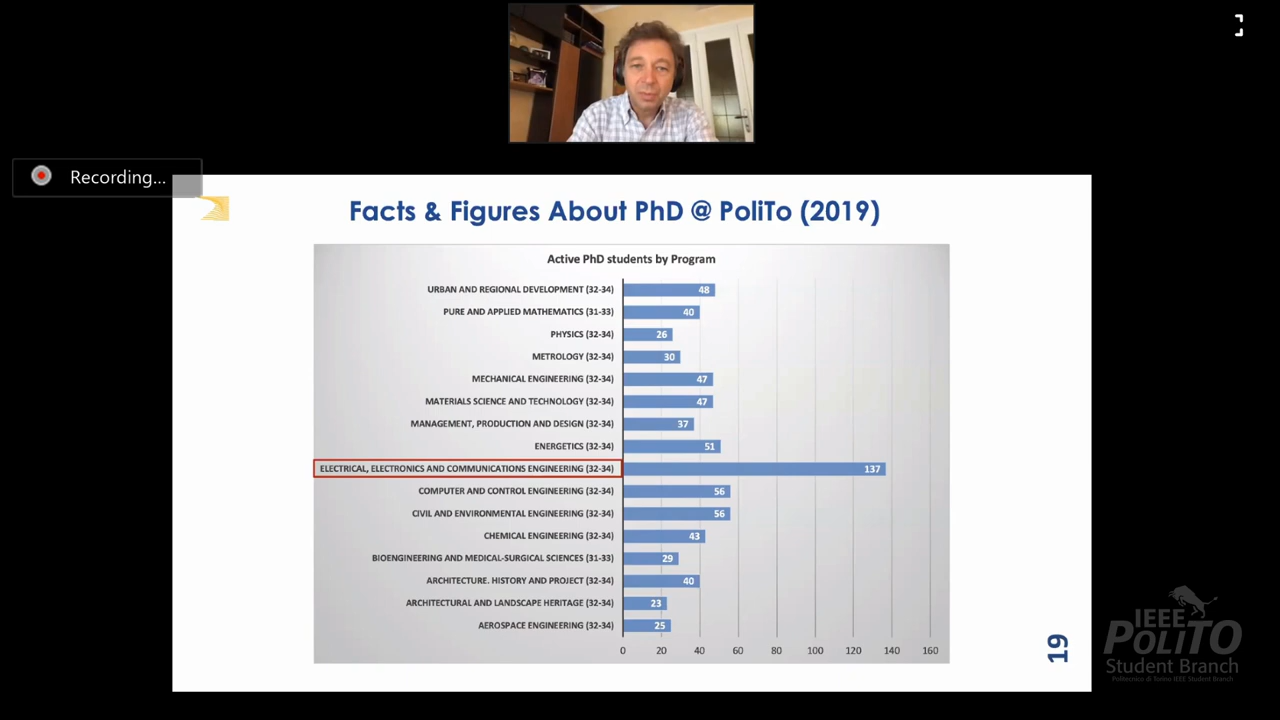 Recording...
Facts & Figures About PhD @ PoliTo (2019)
Active PhD students by Program
URBAN AND REGIONAL DEVELOPMENT (32-34) 48
PURE AND APPLIED MATHEMATICS (31-33) 40
PHYSICS (32-34) 26
METROLOGY (32-34) 30
MECHANICAL ENGINEERING (32-34) 47
MATERIALS SCIENCE AND TECHNOLOGY (32-34) 47
MANAGEMENT, PRODUCTION AND DESIGN (32-34) 37
ENERGETICS (32-34) 51
ELECTRICAL, ELECTRONICS AND COMMUNICATIONS ENGINEERING (32-34) 137
COMPUTER AND CONTROL ENGINEERING (32-34) 56
CIVIL AND ENVIRONMENTAL ENGINEERING (32-34) 56
CHEMICAL ENGINEERING (32-34) 43
BIOENGINEERING AND MEDICAL-SURGICAL SCIENCES (31-33) 29
ARCHITECTURE. HISTORY AND PROJECT (32-34) 40
ARCHITECTURAL AND LANDSCAPE HERITAGE (32-34) 23
AEROSPACE ENGINEERING (32-34) 25
0 20 40 60 80 100 120 140 160
19
IEEE
POLITO
Student Branch
Politecnico di Torino IEEE Student Branch